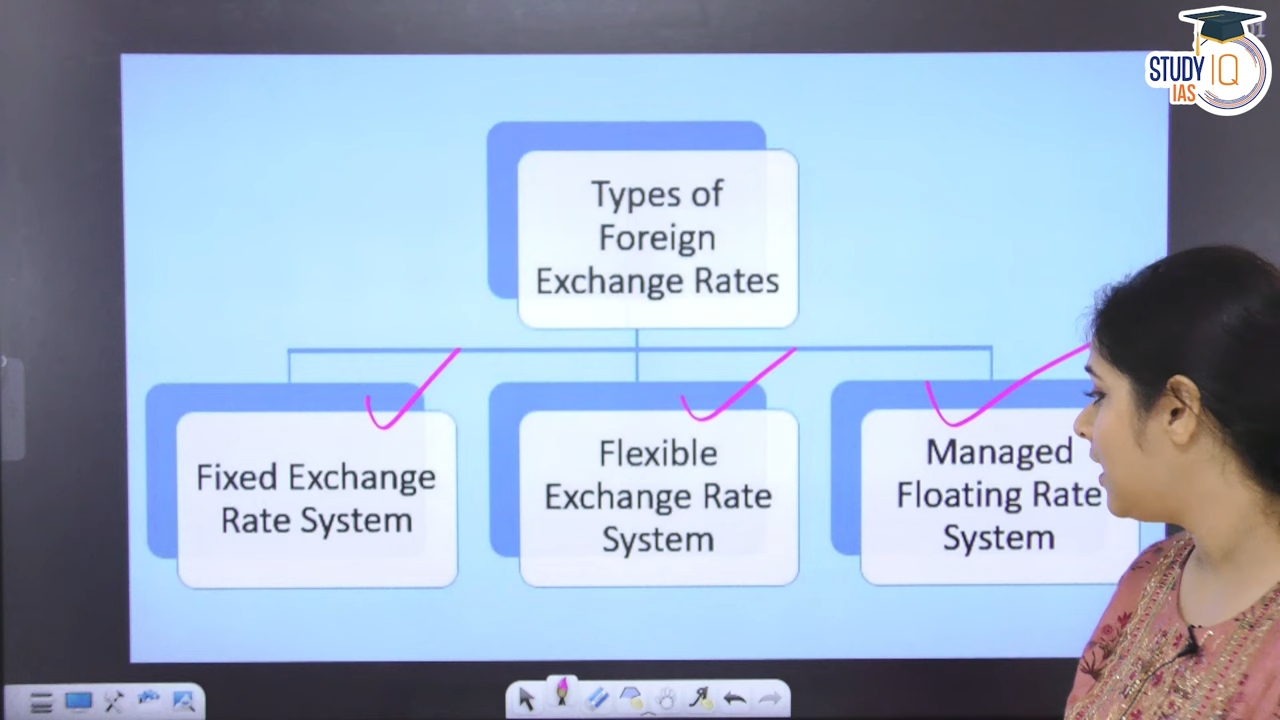 STUDY IQ
IAS
Types of
Foreign
Exchange Rates
Fixed Exchange
Rate System
Flexible
Exchange Rate
System
Managed
Floating Rate
System